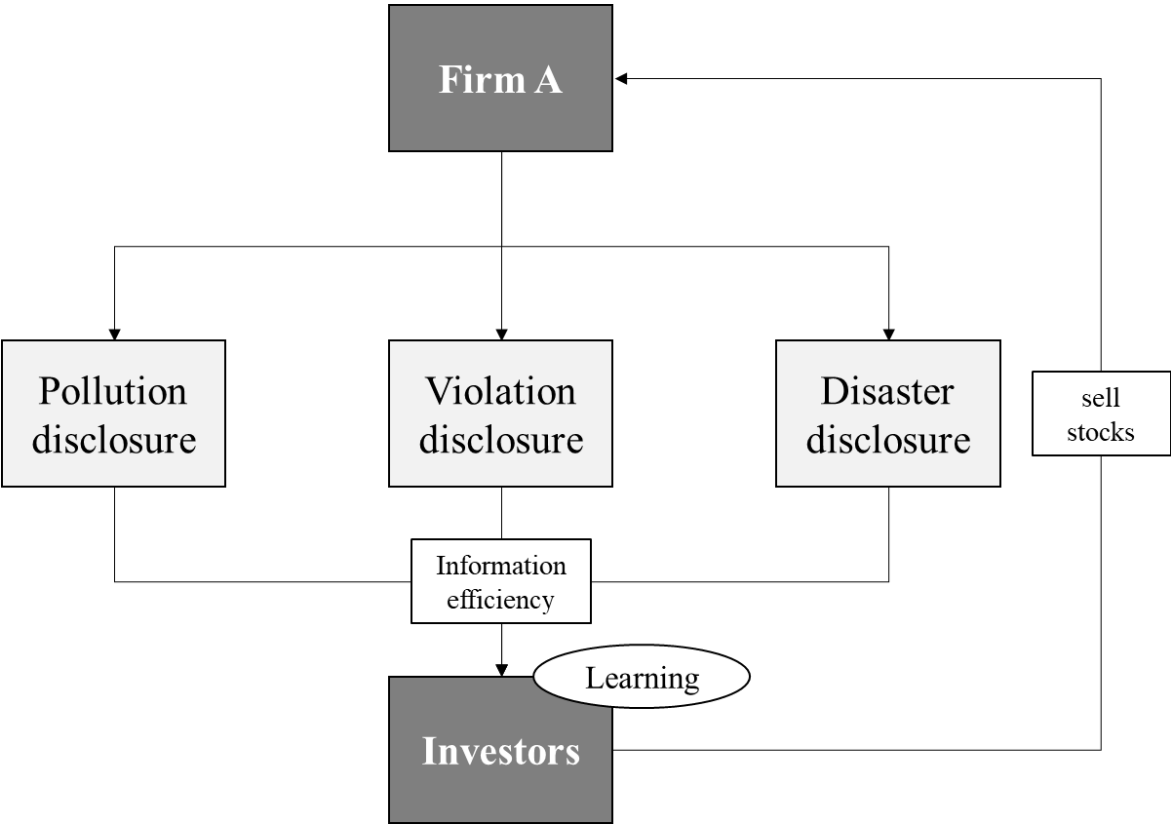 Firm A
Pollution
disclosure
Violation
disclosure
Disaster
disclosure
sell
stocks
Information
efficiency
Learning
Investors